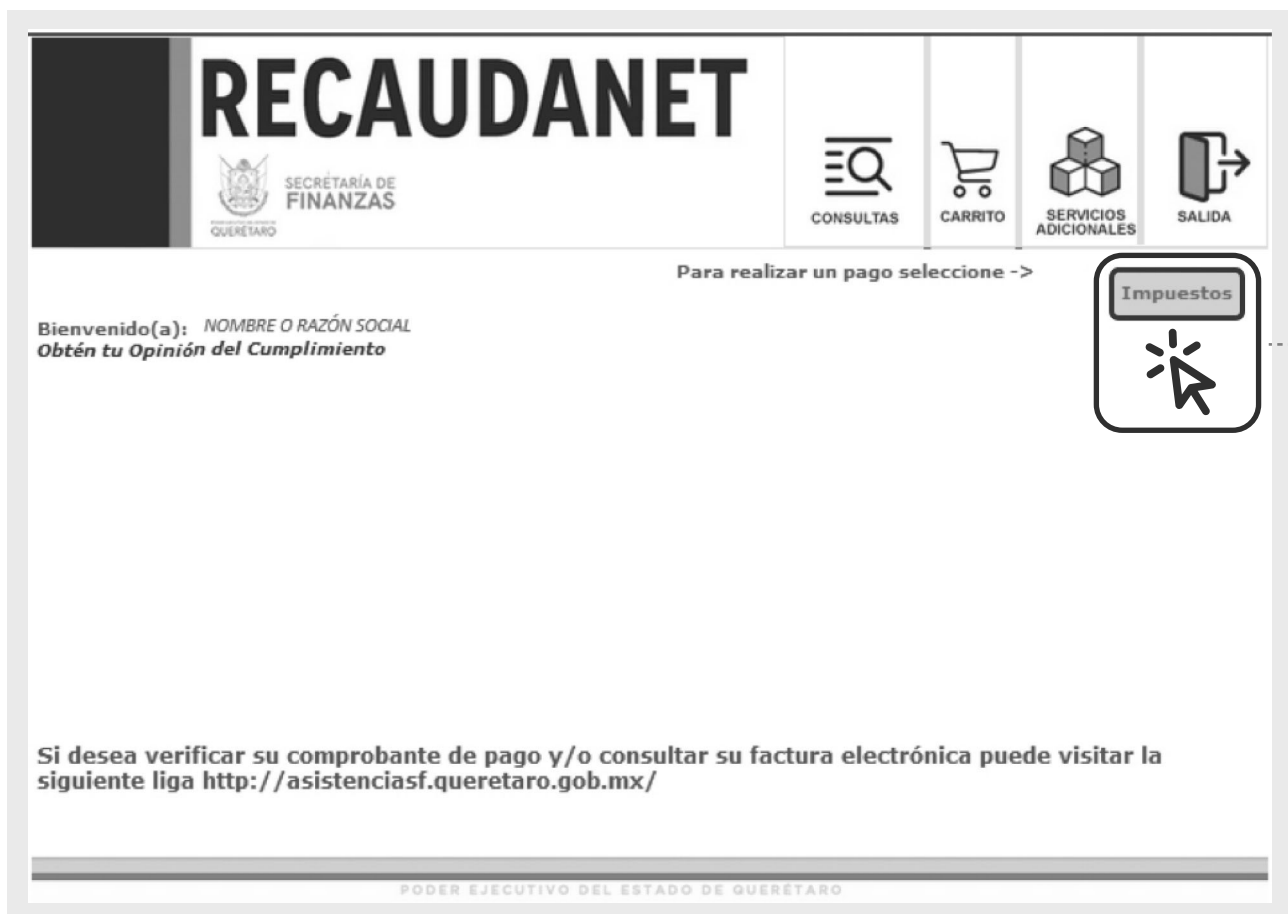 RECAUDANET
SECRETARÍA DE
FINANZAS
QUERÉTARO
CONSULTAS
CARRITO
SERVICIOS
ADICIONALES
SALIDA
Para realizar un pago seleccione ->
Impuestos
Bienvenido(a): NOMBRE O RAZÓN SOCIAL
Obtén tu Opinión del Cumplimiento
Si desea verificar su comprobante de pago y/o consultar su factura electrónica puede visitar la
siguiente liga http://asistenciasf.queretaro.gob.mx/
PODER EJECUTIVO DEL ESTADO DE QUERÉTARO